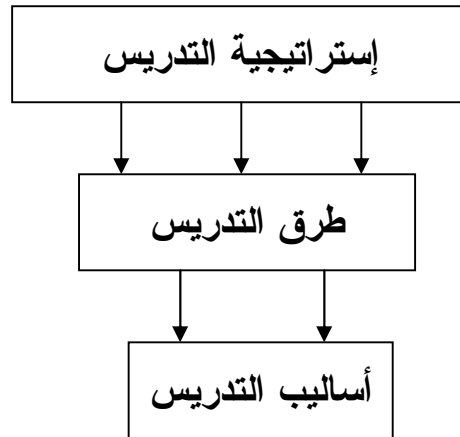 إستراتيجية التدريس
طرق التدريس
أساليب التدريس